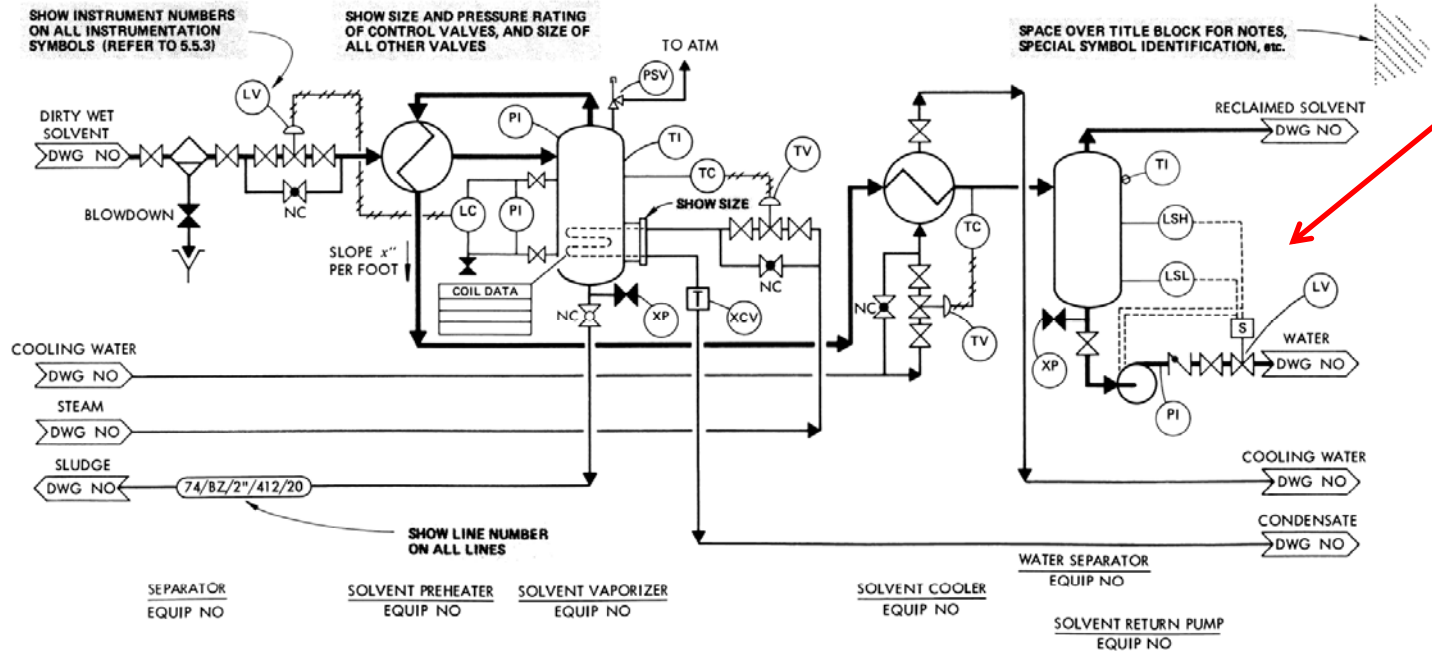 SHOW INSTRUMENT NUMBERS
ON ALL INSTRUMENTATION
SYMBOLS (REFER TO 5.5.3)
SHOW SIZE AND PRESSURE RATING
OF CONTROL VALVES, AND SIZE OF
ALL OTHER VALVES
TO ATM
SPACE OVER TITLE BLOCK FOR NOTES,
SPECIAL SYMBOL IDENTIFICATION, etc.
PSV
LV
DIRTY WET
SOLVENT
DWG NO
BLOWDOWN
NC
PI
TI
TC
TV
SHOW SIZE
LC
PI
SLOPE x"
PER FOOT
COIL DATA
NC
XP
T
XCV
NC
NC
TC
TV
RECLAIMED SOLVENT
DWG NO
TI
LSH
LSL
LV
S
XP
PI
WATER
DWG NO
COOLING WATER
DWG NO
STEAM
DWG NO
SLUDGE
DWG NO
74/BZ/2"/412/20
SHOW LINE NUMBER
ON ALL LINES
COOLING WATER
DWG NO
CONDENSATE
DWG NO
SEPARATOR
EQUIP NO
SOLVENT PREHEATER
EQUIP NO
SOLVENT VAPORIZER
EQUIP NO
SOLVENT COOLER
EQUIP NO
WATER SEPARATOR
EQUIP NO
SOLVENT RETURN PUMP
EQUIP NO